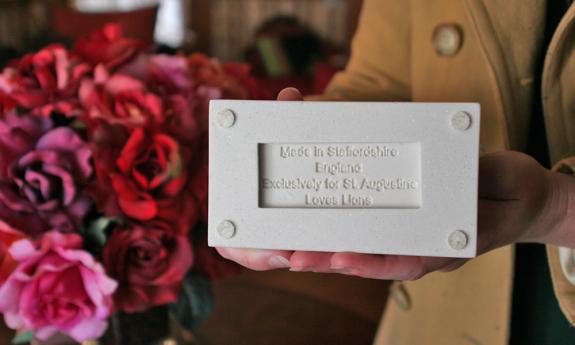 Made in Staffordshire
England
Exclusively for St. Augustine
Loves Lions